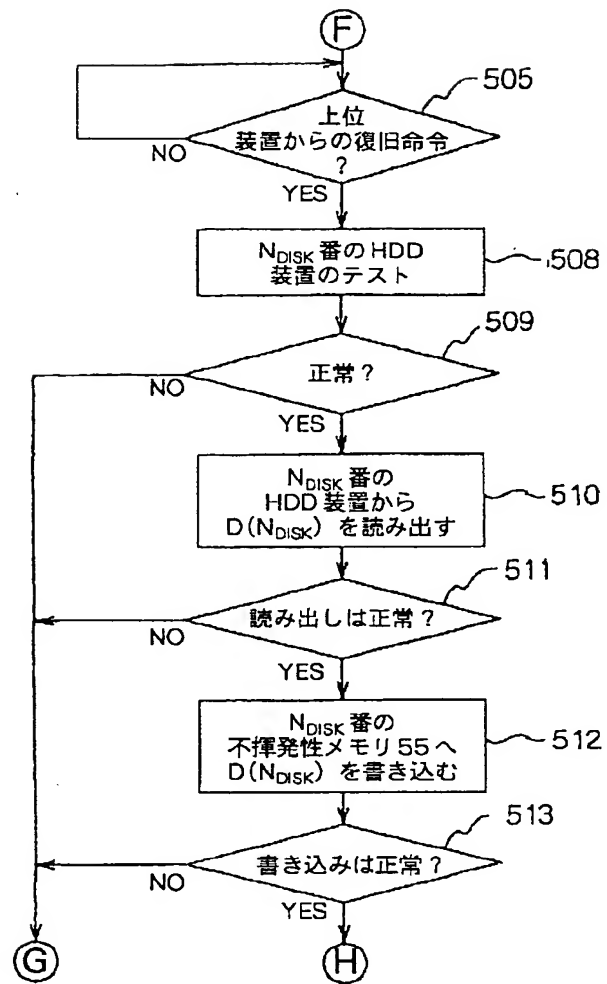 F
505
上位
装置からの復旧命令
?
NO
YES
N_DISK 番の HDD
装置のテスト
508
509
正常?
NO
YES
N_DISK 番の
HDD 装置から
D(N_DISK) を読み出す
510
511
読み出しは正常?
NO
YES
N_DISK 番の
不揮発性メモリ 55 へ
D(N_DISK) を書き込む
512
513
書き込みは正常?
NO
YES
G
H